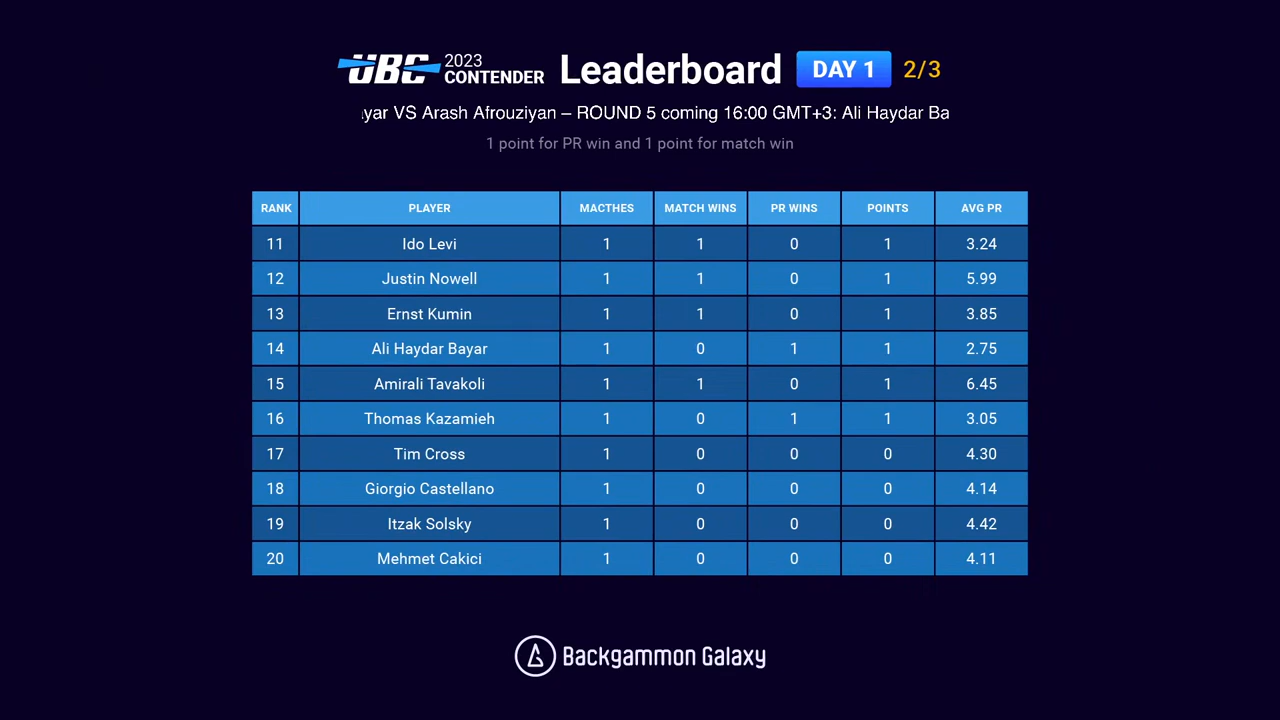 UBC 2023 CONTENDER Leaderboard DAY 1 2/3
ayar VS Arash Afrouziyan – ROUND 5 coming 16:00 GMT+3: Ali Haydar Ba
1 point for PR win and 1 point for match win
RANK PLAYER MACTHES MATCH WINS PR WINS POINTS AVG PR
11 Ido Levi 1 1 0 1 3.24
12 Justin Nowell 1 1 0 1 5.99
13 Ernst Kumin 1 1 0 1 3.85
14 Ali Haydar Bayar 1 0 1 1 2.75
15 Amirali Tavakoli 1 1 0 1 6.45
16 Thomas Kazamieh 1 0 1 1 3.05
17 Tim Cross 1 0 0 0 4.30
18 Giorgio Castellano 1 0 0 0 4.14
19 Itzak Solsky 1 0 0 0 4.42
20 Mehmet Cakici 1 0 0 0 4.11
Backgammon Galaxy